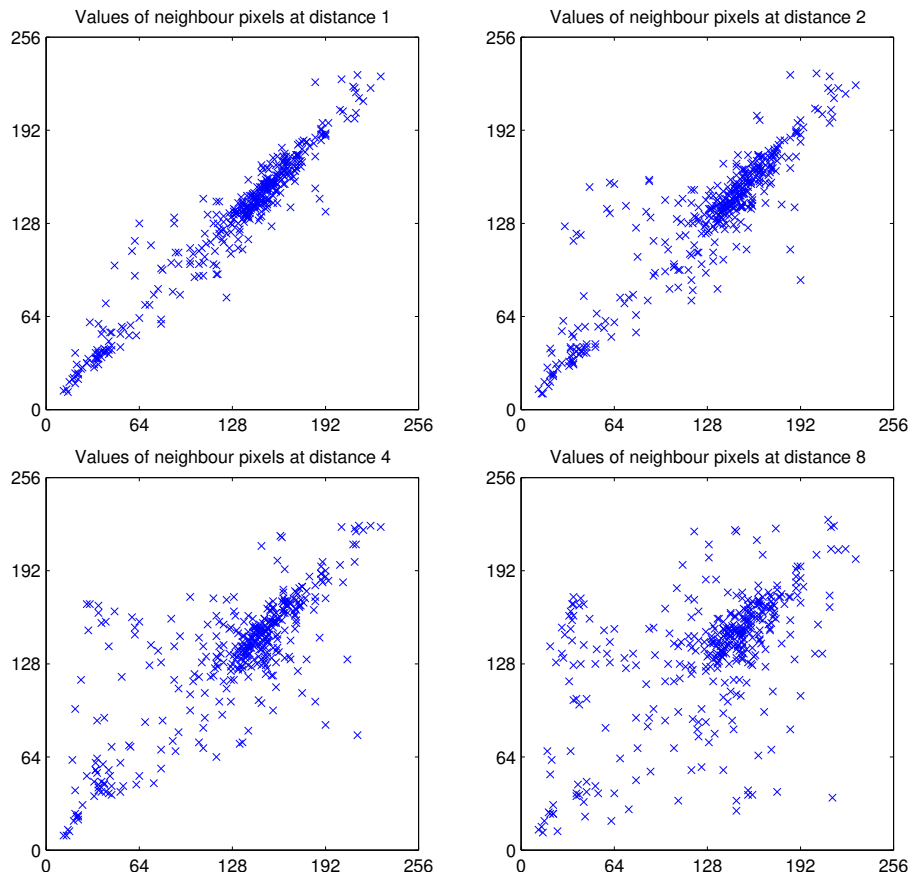 Values of neighbour pixels at distance 1
256
192
128
64
0
0 64 128 192 256
Values of neighbour pixels at distance 2
256
192
128
64
0
0 64 128 192 256
Values of neighbour pixels at distance 4
256
192
128
64
0
0 64 128 192 256
Values of neighbour pixels at distance 8
256
192
128
64
0
0 64 128 192 256